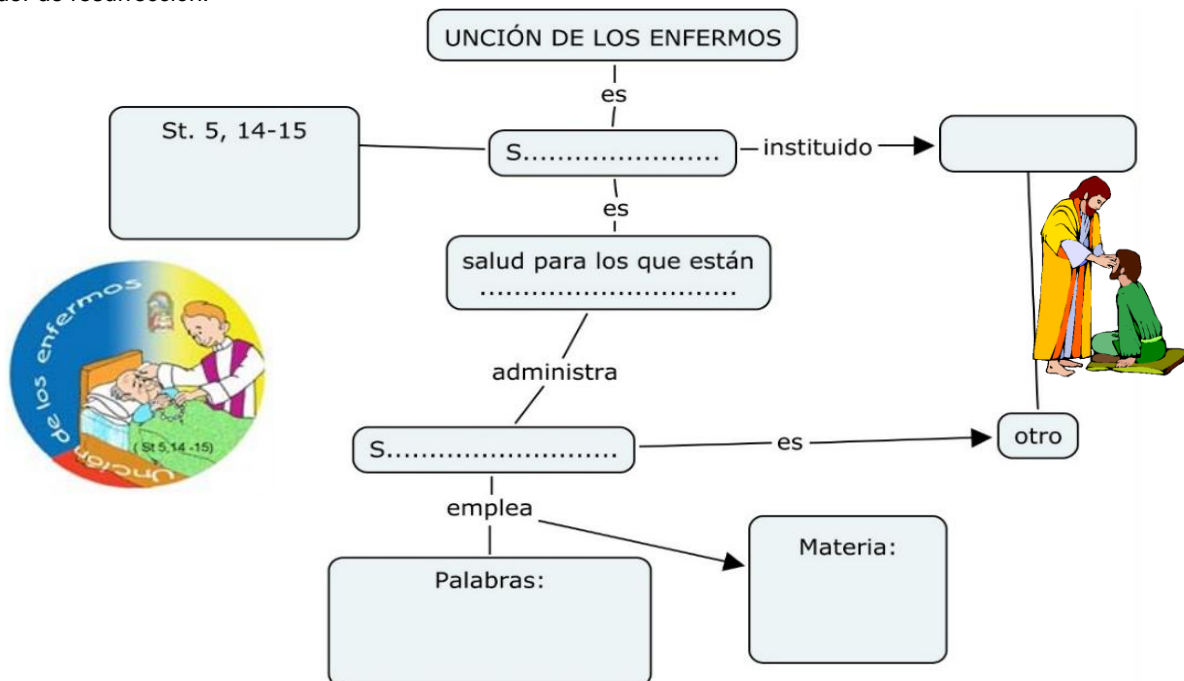 UNCIÓN DE LOS ENFERMOS
es
St. 5, 14-15
S........................
instituido
es
salud para los que están
..............................
de los enfermos
Unción
( St 5,14 -15)
administra
S...........................
es
otro
emplea
Palabras:
Materia: